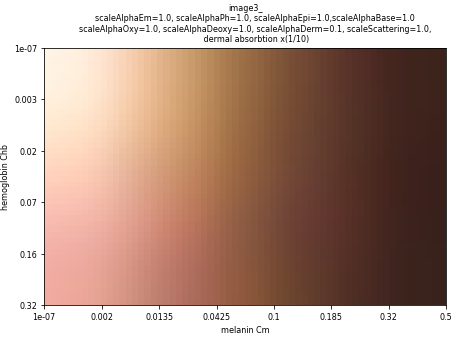 image3_
scaleAlphaEm=1.0, scaleAlphaPh=1.0, scaleAlphaEpi=1.0,scaleAlphaBase=1.0
scaleAlphaOxy=1.0, scaleAlphaDeoxy=1.0, scaleAlphaDerm=0.1, scaleScattering=1.0,
dermal absorbtion x(1/10)
hemoglobin Chb
1e-07
0.003
0.02
0.07
0.16
0.32
1e-07 0.002 0.0135 0.0425 0.1 0.185 0.32 0.5
melanin Cm